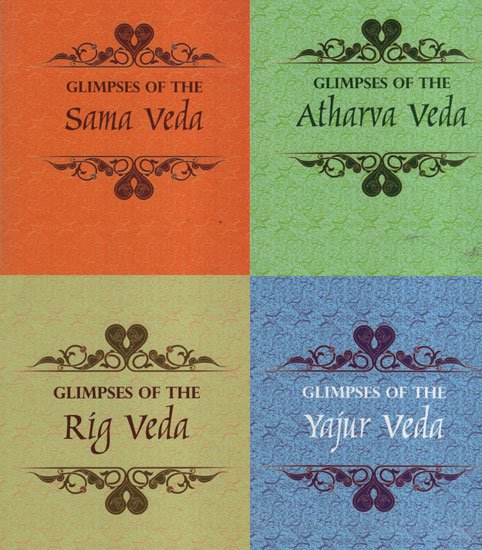 GLIMPSES OF THE
Sama Veda
GLIMPSES OF THE
Atharva Veda
GLIMPSES OF THE
Rig Veda
GLIMPSES OF THE
Yajur Veda